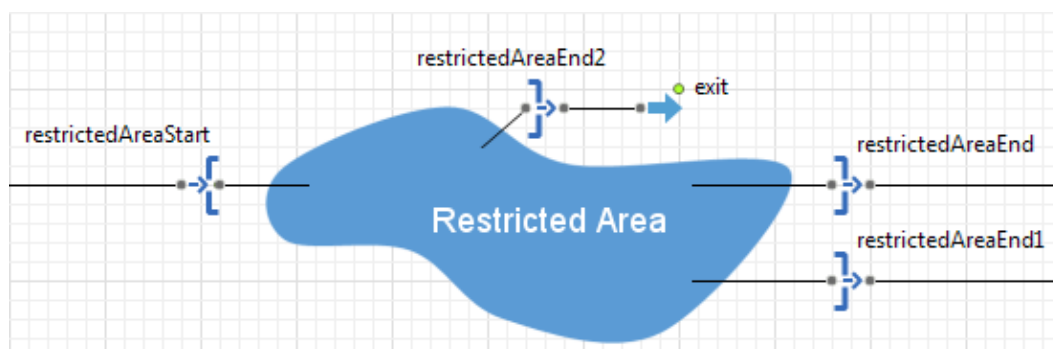 restrictedAreaEnd2
exit
restrictedAreaStart
restrictedAreaEnd
Restricted Area
restrictedAreaEnd1